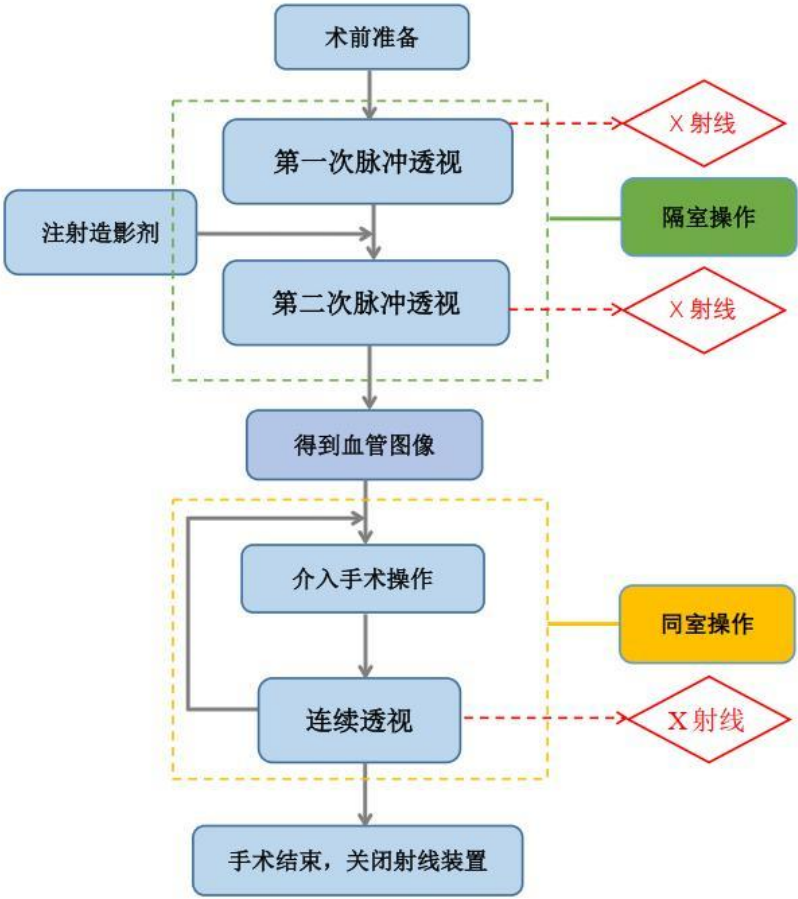 术前准备
第一次脉冲透视
X 射线
注射造影剂
隔室操作
第二次脉冲透视
X 射线
得到血管图像
介入手术操作
同室操作
连续透视
X 射线
手术结束，关闭射线装置